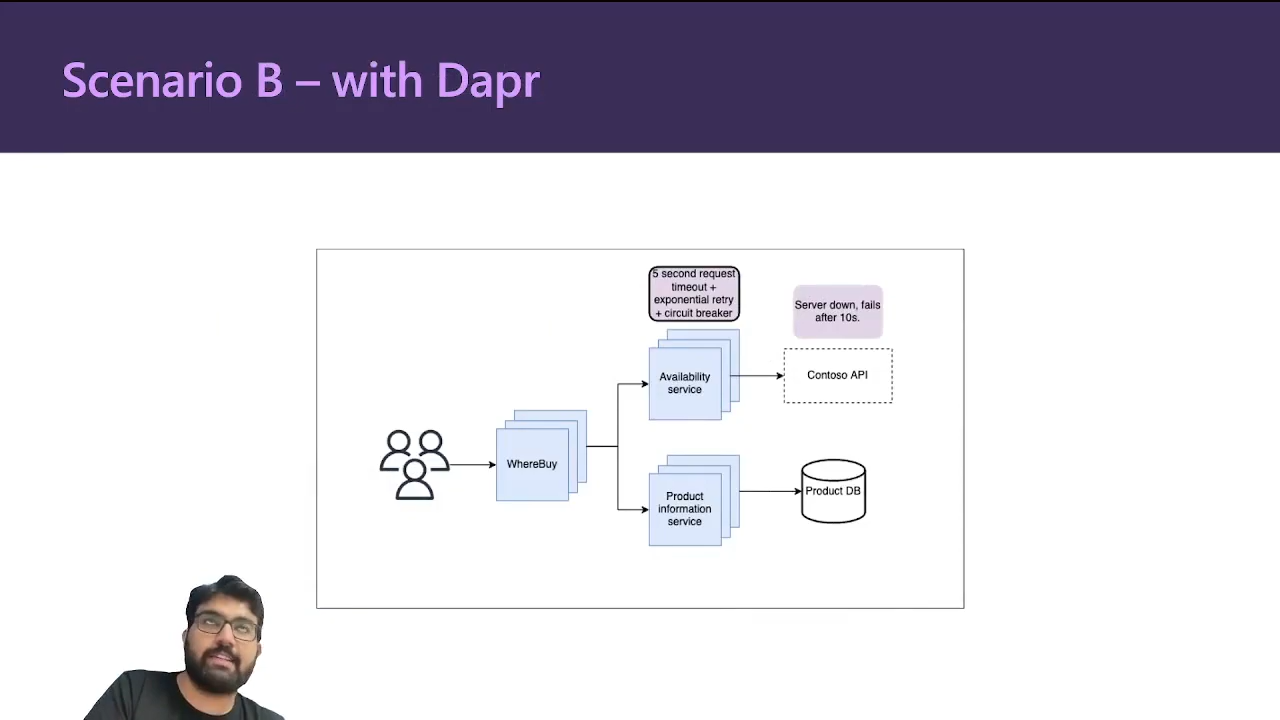 Scenario B – with Dapr
5 second request
timeout +
exponential retry
+ circuit breaker
Server down, fails
after 10s.
Availability
service
Contoso API
WhereBuy
Product
information
service
Product DB